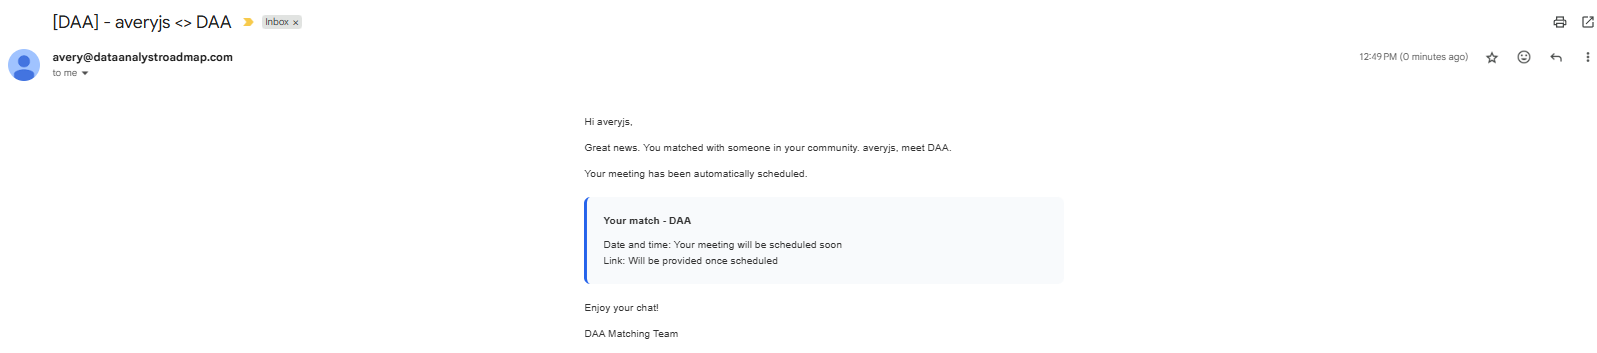 [DAA] - averyjs <> DAA Inbox ×
avery@dataanalystroadmap.com 12:49 PM (0 minutes ago)
to me
Hi averyjs,
Great news. You matched with someone in your community. averyjs, meet DAA.
Your meeting has been automatically scheduled.
Your match - DAA
Date and time: Your meeting will be scheduled soon
Link: Will be provided once scheduled
Enjoy your chat!
DAA Matching Team